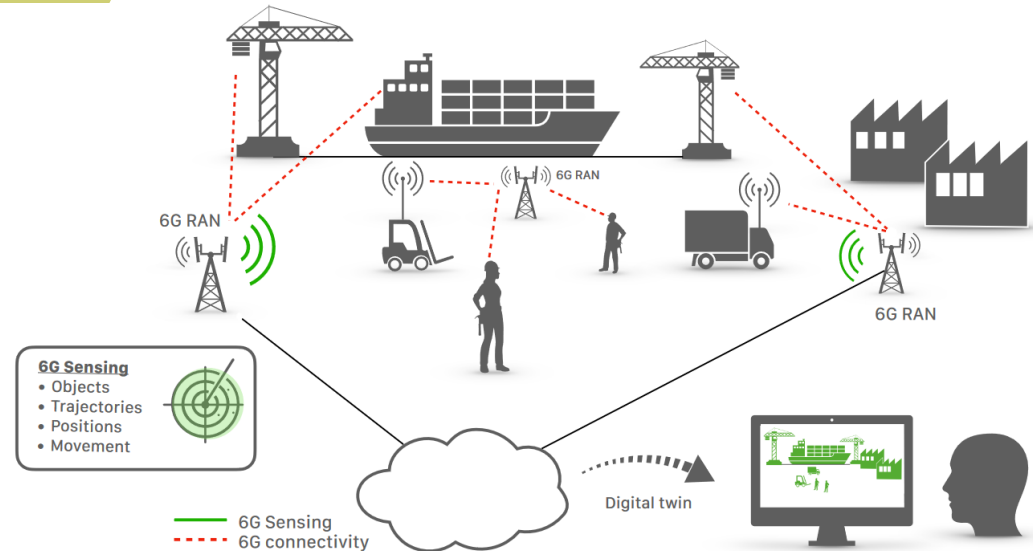 6G RAN
6G RAN
6G RAN
6G Sensing
• Objects
• Trajectories
• Positions
• Movement
Digital twin
6G Sensing
6G connectivity